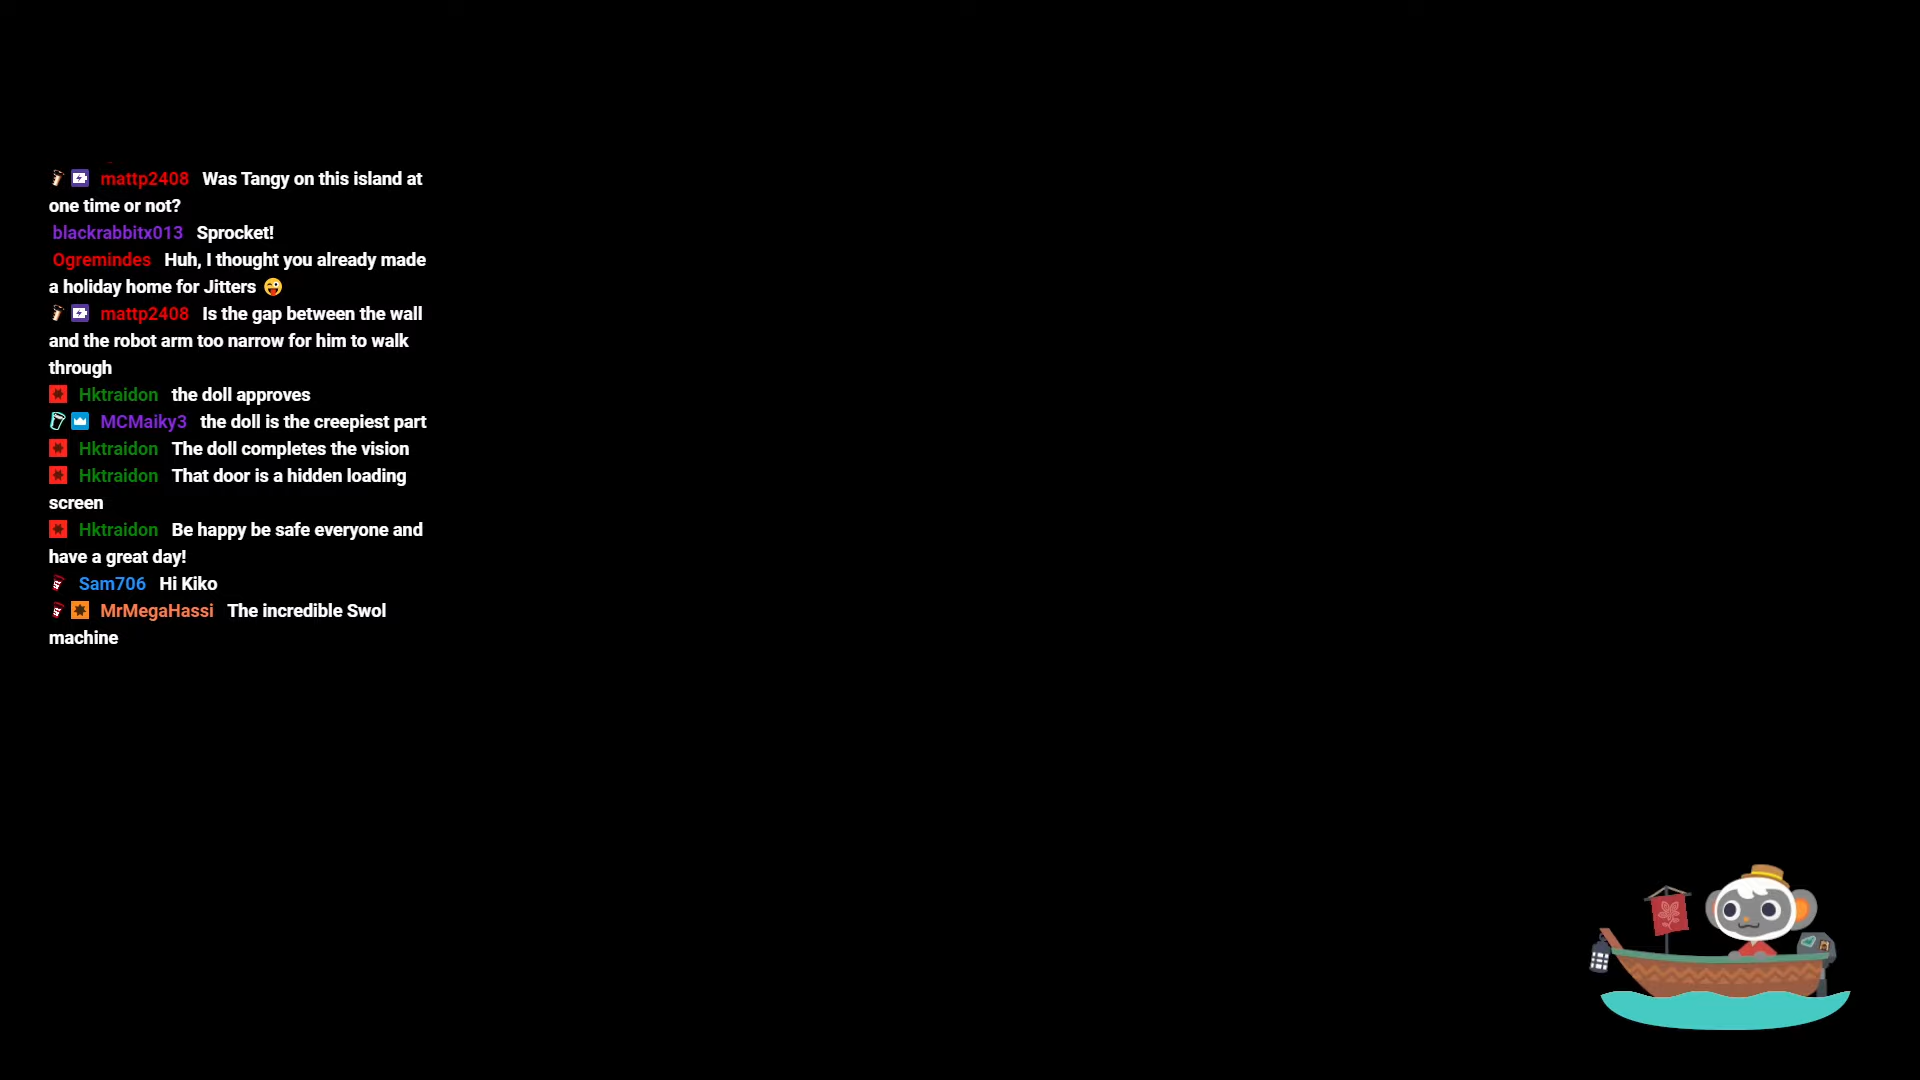 mattp2408 Was Tangy on this island at
one time or not?
blackrabbitx013 Sprocket!
Ogremindes Huh, I thought you already made
a holiday home for Jitters 😜
mattp2408 Is the gap between the wall
and the robot arm too narrow for him to walk
through
Hktraidon the doll approves
MCMaiky3 the doll is the creepiest part
Hktraidon The doll completes the vision
Hktraidon That door is a hidden loading
screen
Hktraidon Be happy be safe everyone and
have a great day!
Sam706 Hi Kiko
MrMegaHassi The incredible Swol
machine